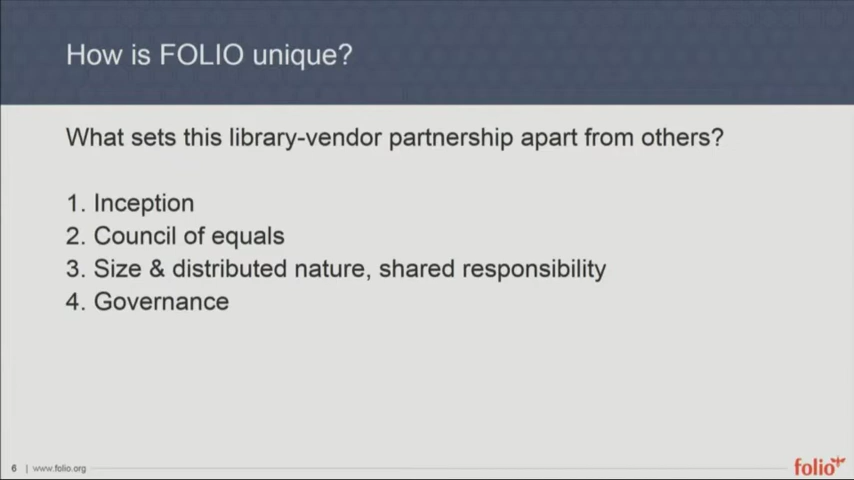 How is FOLIO unique?
What sets this library-vendor partnership apart from others?
1. Inception
2. Council of equals
3. Size & distributed nature, shared responsibility
4. Governance
6 | www.folio.org
folio